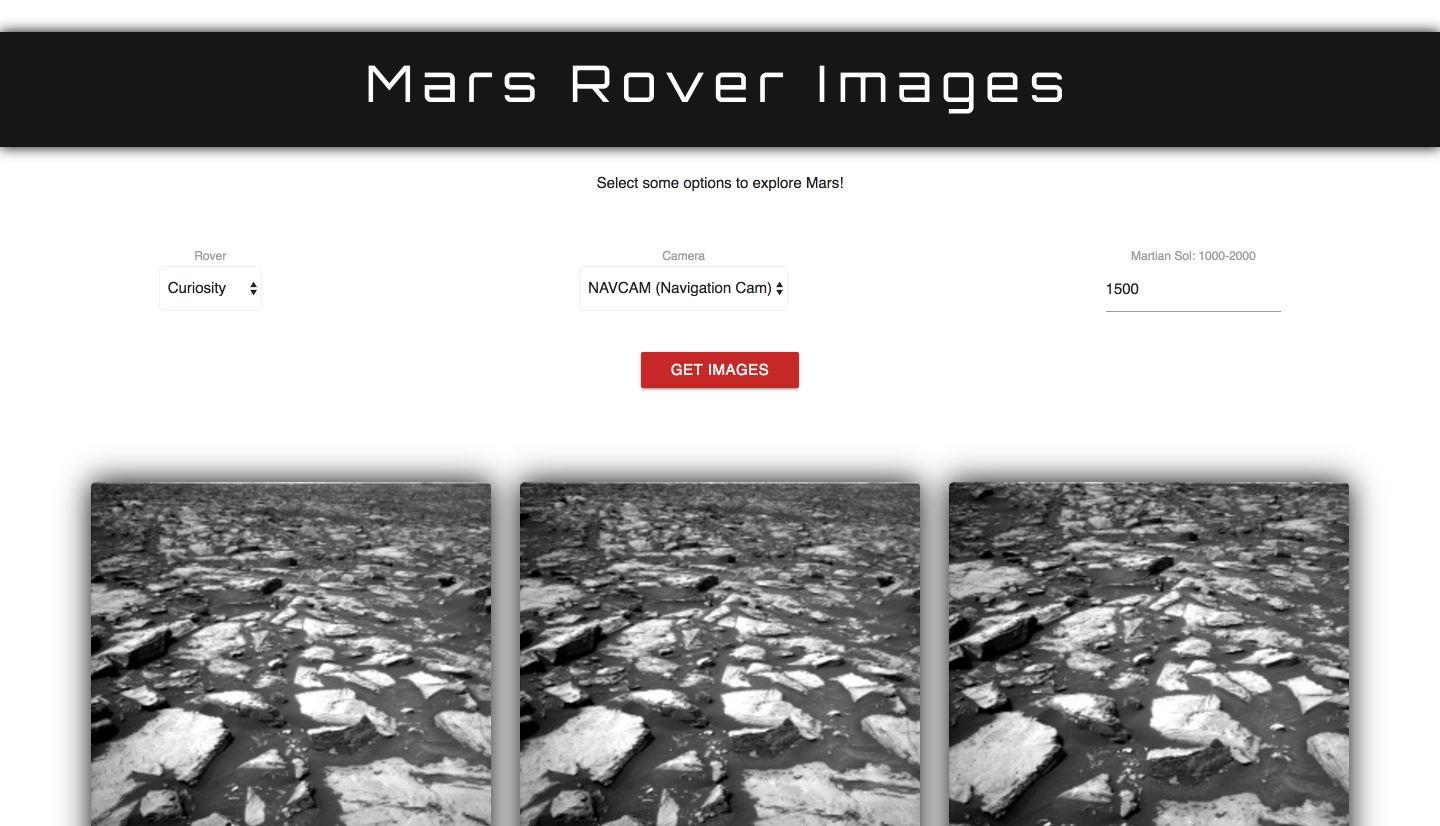 Mars Rover Images
Select some options to explore Mars!
Rover
Curiosity
Camera
NAVCAM (Navigation Cam)
Martian Sol: 1000-2000
1500
GET IMAGES